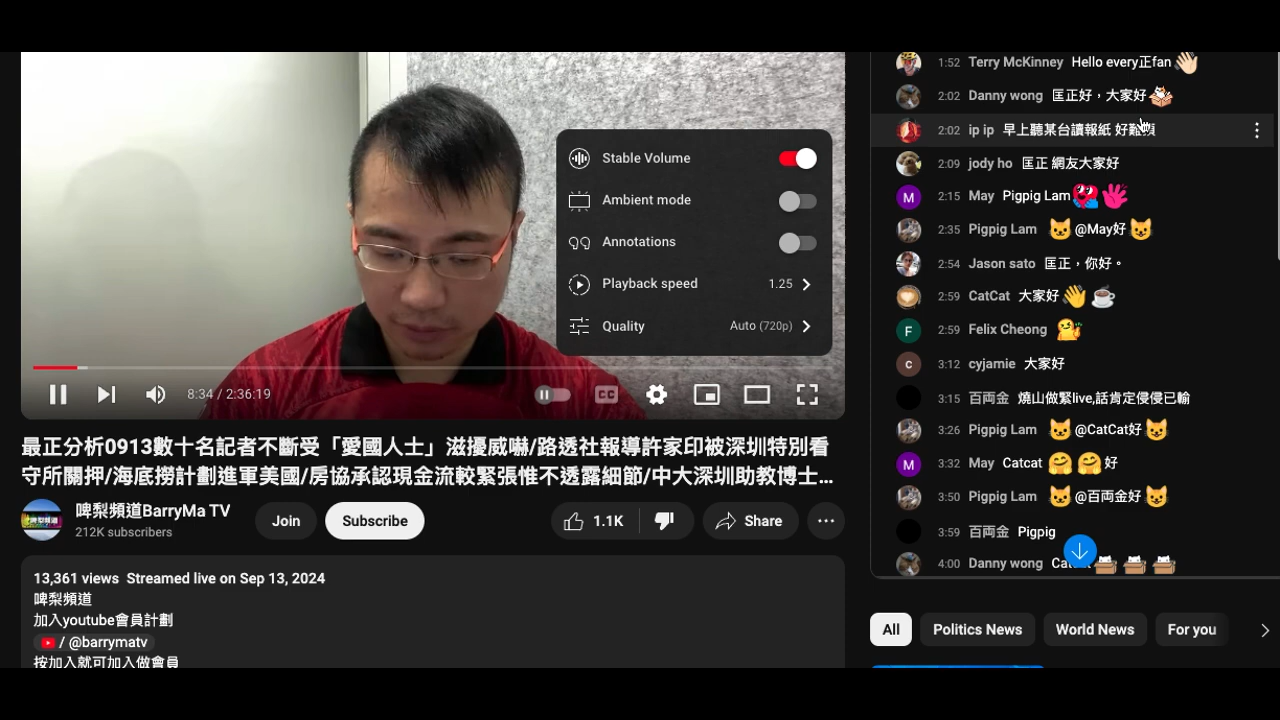 Stable Volume
Ambient mode
Annotations
Playback speed 1.25
Quality Auto (720p)
8:34 / 2:36:19
CC
最正分析0913數十名記者不斷受「愛國人士」滋擾威嚇/路透社報導許家印被深圳特別看
守所關押/海底撈計劃進軍美國/房協承認現金流較緊張惟不透露細節/中大深圳助教博士...
啤梨頻道BarryMa TV
212K subscribers
Join
Subscribe
1.1K
Share
13,361 views Streamed live on Sep 13, 2024
啤梨頻道
加入youtube會員計劃
/ @barrymatv
按加入就可加入做會員
1:52 Terry McKinney Hello every正fan
2:02 Danny wong 匡正好，大家好
2:02 ip ip 早上聽某台讀報紙 好難頂
2:09 jody ho 匡正 網友大家好
M 2:15 May Pigpig Lam
2:35 Pigpig Lam @May好
2:54 Jason sato 匡正，你好。
2:59 CatCat 大家好
F 2:59 Felix Cheong
c 3:12 cyjamie 大家好
3:15 百両金 燒山做緊live,話肯定侵侵已輸
3:26 Pigpig Lam @CatCat好
M 3:32 May Catcat 好
3:50 Pigpig Lam @百両金好
3:59 百両金 Pigpig
4:00 Danny wong
All
Politics News
World News
For you